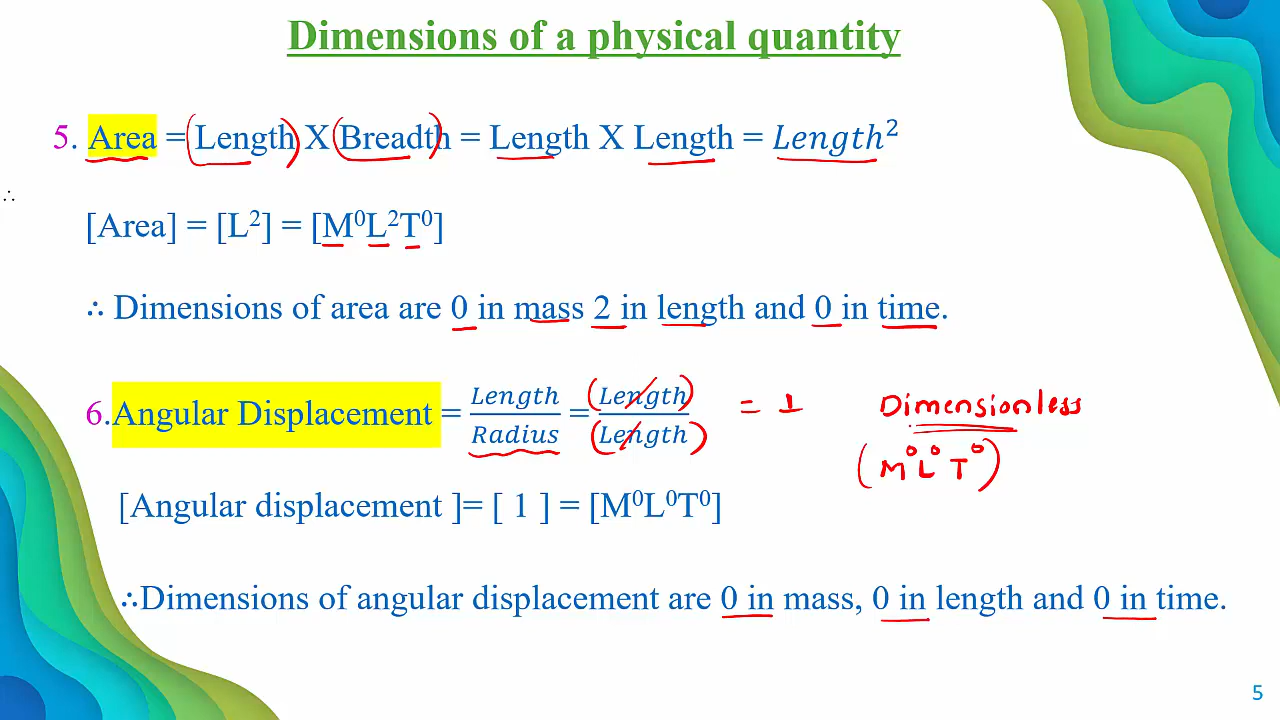 Dimensions of a physical quantity
5. Area = Length X Breadth = Length X Length = Length²
∴
[Area] = [L²] = [M⁰L²T⁰]
∴ Dimensions of area are 0 in mass 2 in length and 0 in time.
6.Angular Displacement = Length/Radius = (Length)/(Length) = 1 Dimensionless
(M⁰L⁰T⁰)
[Angular displacement ]= [ 1 ] = [M⁰L⁰T⁰]
∴Dimensions of angular displacement are 0 in mass, 0 in length and 0 in time.
5